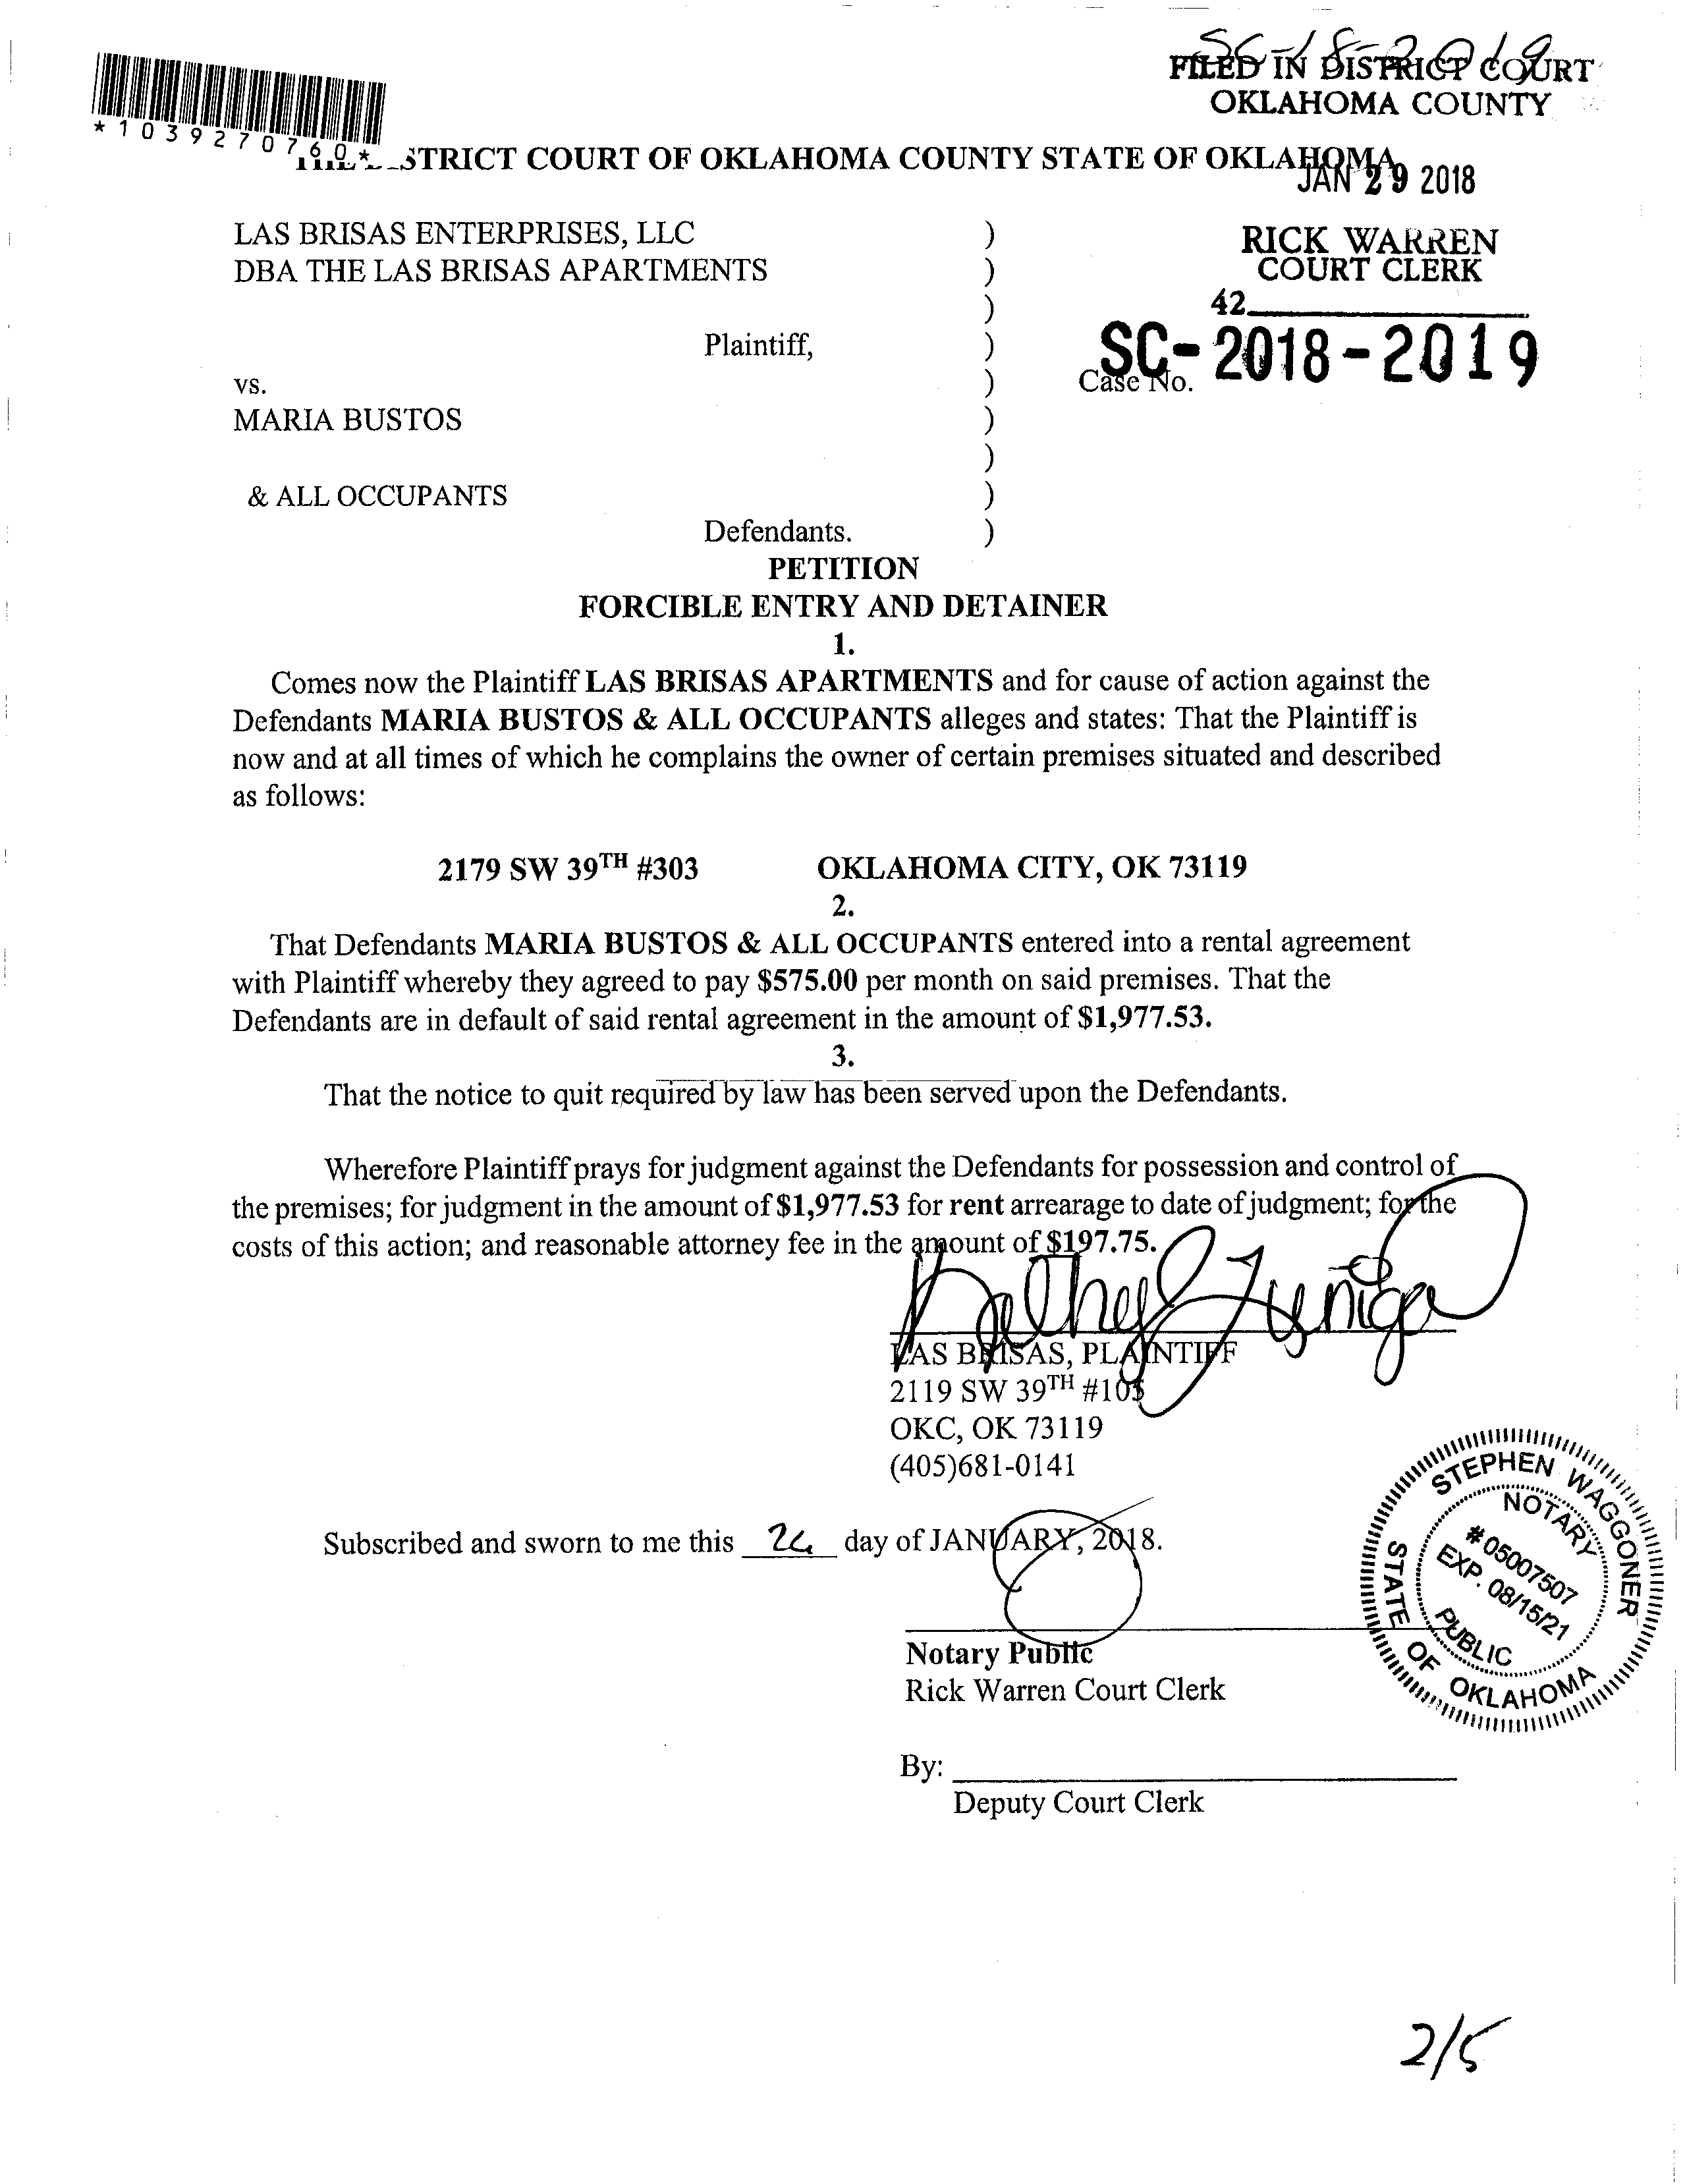 SC-18-2019
FILED IN DISTRICT COURT
OKLAHOMA COUNTY
*1039270760*
STRICT COURT OF OKLAHOMA COUNTY STATE OF OKLAHOMA
JAN 29 2018
LAS BRISAS ENTERPRISES, LLC )
DBA THE LAS BRISAS APARTMENTS )
)
RICK WARREN
COURT CLERK
42
Plaintiff, )
vs. )
Case No. SC-2018-2019
MARIA BUSTOS )
)
& ALL OCCUPANTS )
Defendants. )
PETITION
FORCIBLE ENTRY AND DETAINER
1.
Comes now the Plaintiff LAS BRISAS APARTMENTS and for cause of action against the
Defendants MARIA BUSTOS & ALL OCCUPANTS alleges and states: That the Plaintiff is
now and at all times of which he complains the owner of certain premises situated and described
as follows:
2179 SW 39TH #303 OKLAHOMA CITY, OK 73119
2.
That Defendants MARIA BUSTOS & ALL OCCUPANTS entered into a rental agreement
with Plaintiff whereby they agreed to pay $575.00 per month on said premises. That the
Defendants are in default of said rental agreement in the amount of $1,977.53.
3.
That the notice to quit required by law has been served upon the Defendants.
Wherefore Plaintiff prays for judgment against the Defendants for possession and control of
the premises; for judgment in the amount of $1,977.53 for rent arrearage to date of judgment; for the
costs of this action; and reasonable attorney fee in the amount of $197.75.
LAS BRISAS, PLAINTIFF
2119 SW 39TH #103
OKC, OK 73119
(405)681-0141
Subscribed and sworn to me this day of JANUARY, 2018.
STEPHEN WAGGONER
NOTARY
# 05007507
EXP. 08/15/21
PUBLIC
STATE OF OKLAHOMA
Notary Public
Rick Warren Court Clerk
By:
Deputy Court Clerk
2/5